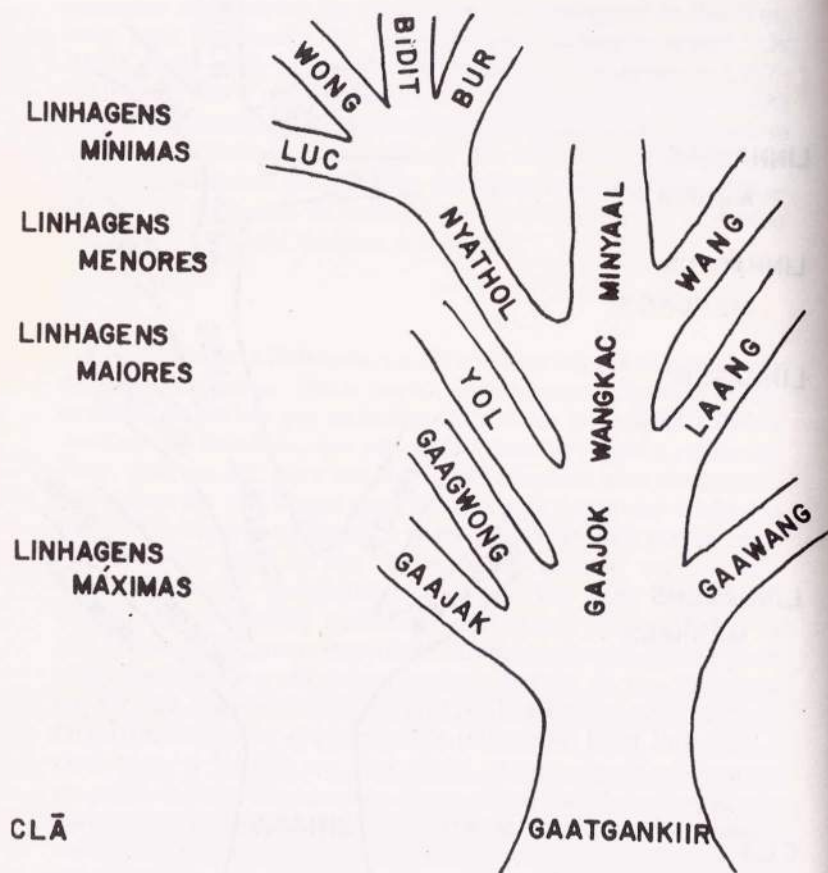 BIDIT
WONG
BUR
LINHAGENS
MÍNIMAS
LUC
LINHAGENS
MENORES
NYATHOL
MINYAAL
WANG
LINHAGENS
MAIORES
YOL
WANGKAC
LAANG
GAAGWONG
GAAJOK
LINHAGENS
MÁXIMAS
GAAJAK
GAAWANG
CLÃ
GAATGANKIIR